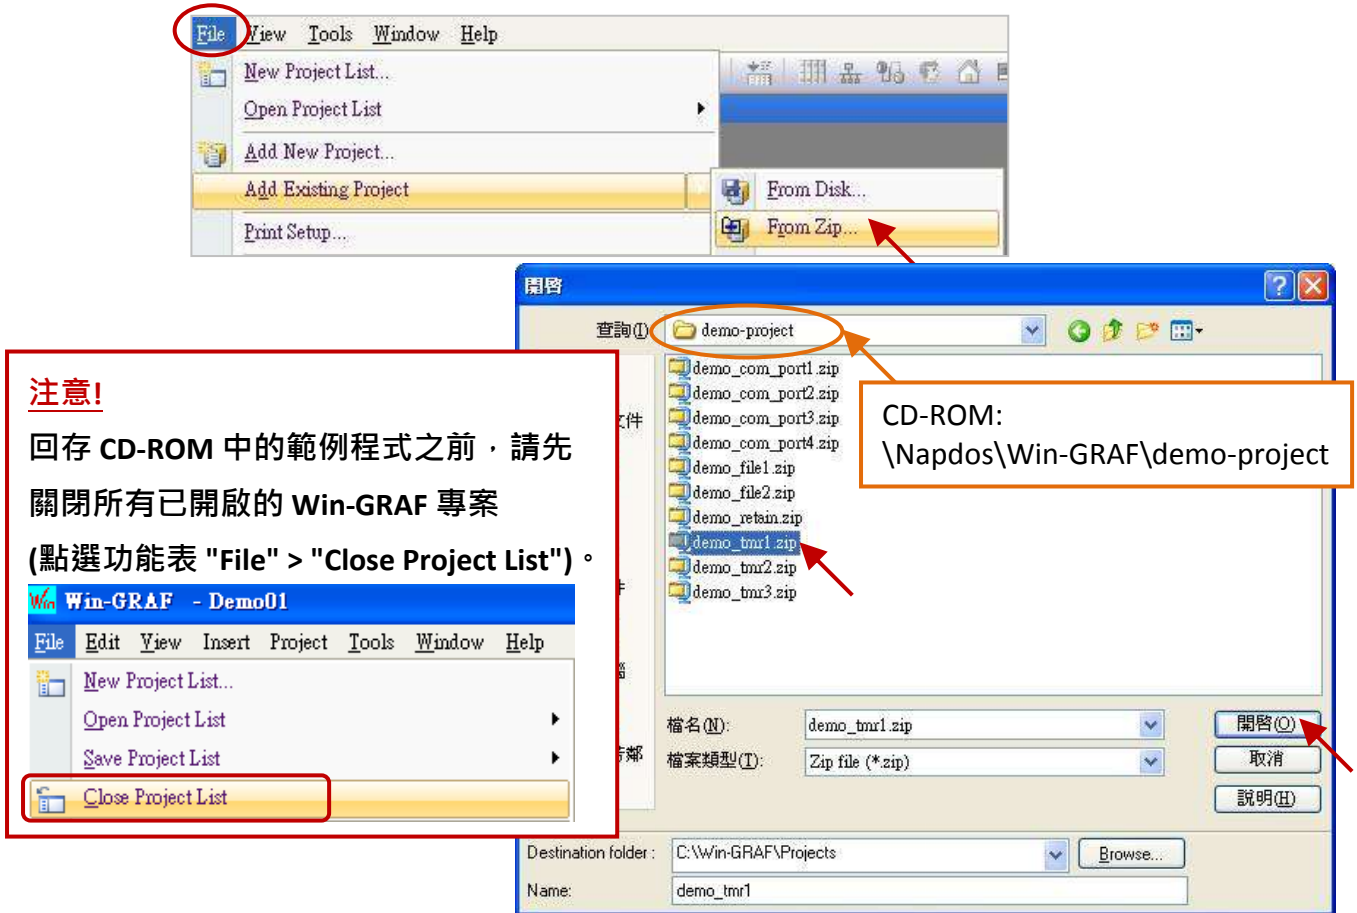 File View Tools Window Help
New Project List...
Open Project List
Add New Project...
Add Existing Project
Print Setup...
From Disk...
From Zip...
開啓
查詢(I):
demo-project
demo_com_port1.zip
demo_com_port2.zip
demo_com_port3.zip
demo_com_port4.zip
demo_file1.zip
demo_file2.zip
demo_retain.zip
demo_tmr1.zip
demo_tmr2.zip
demo_tmr3.zip
CD-ROM:
\Napdos\Win-GRAF\demo-project
注意!
回存 CD-ROM 中的範例程式之前，請先
關閉所有已開啟的 Win-GRAF 專案
(點選功能表 "File" > "Close Project List")。
Win-GRAF - Demo01
File Edit View Insert Project Tools Window Help
New Project List...
Open Project List
Save Project List
Close Project List
檔名(N): demo_tmr1.zip 開啓(O)
檔案類型(T): Zip file (*.zip) 取消
說明(H)
Destination folder : C:\Win-GRAF\Projects Browse...
Name: demo_tmr1